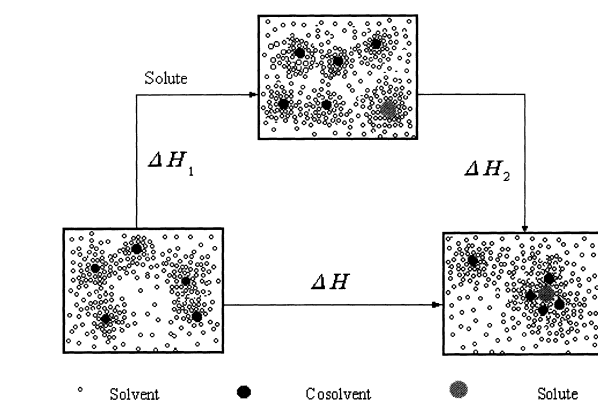 Solute
ΔH₁
ΔH₂
ΔH
Solvent Cosolvent Solute